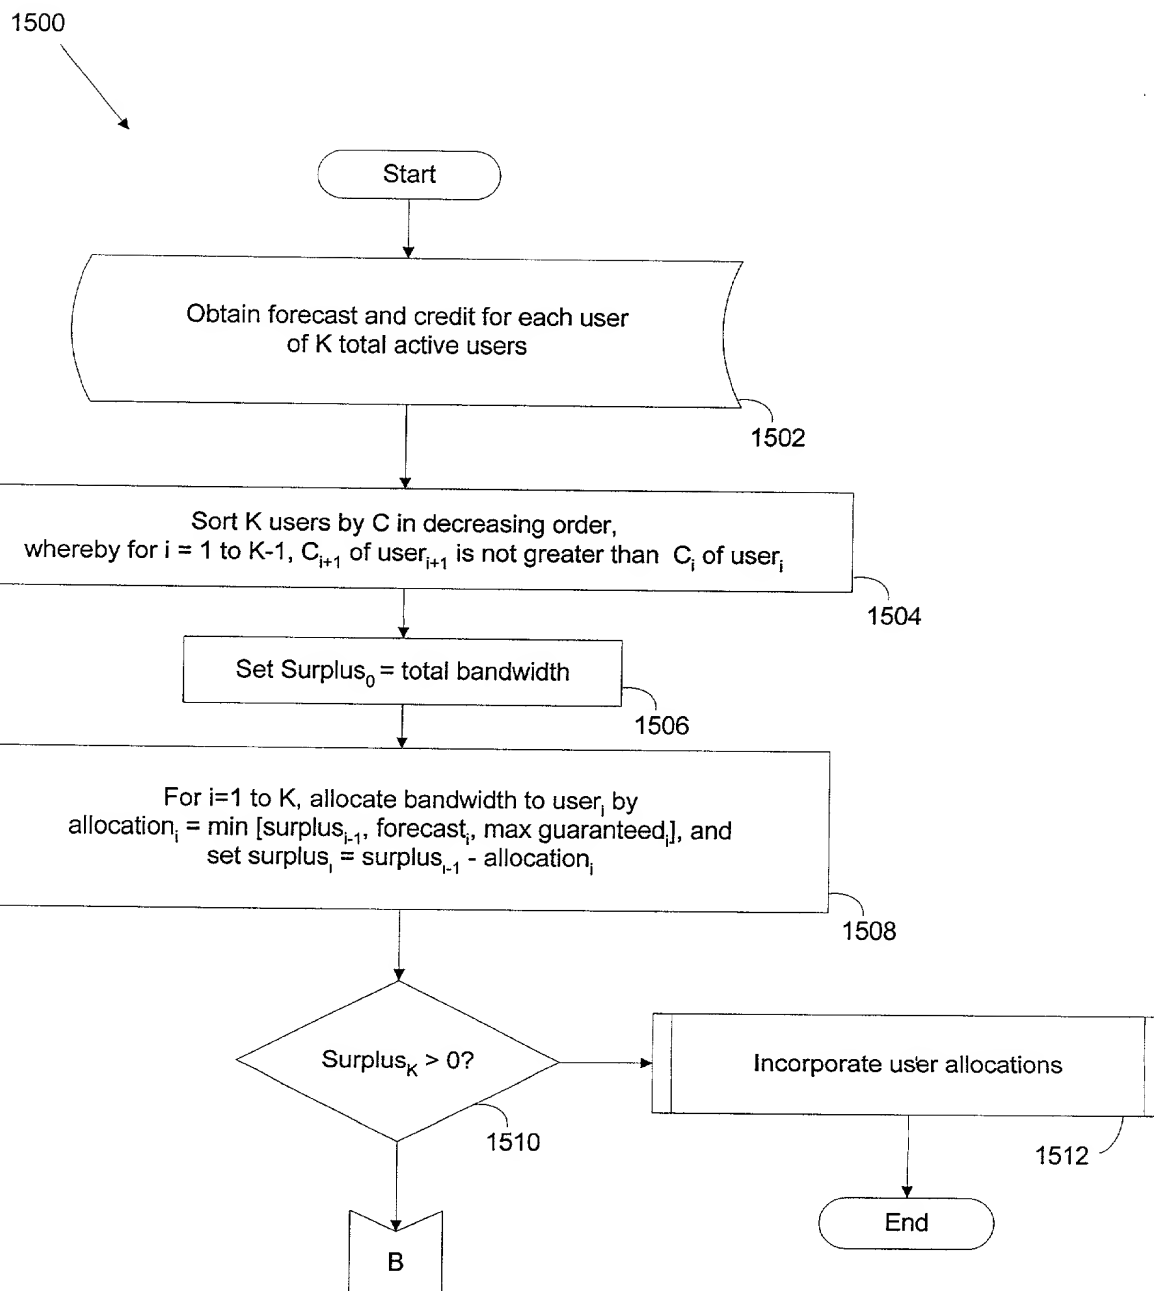 1500
Start
Obtain forecast and credit for each user
of K total active users
1502
Sort K users by C in decreasing order,
whereby for i = 1 to K-1, C_{i+1} of user_{i+1} is not greater than C_i of user_i
1504
Set Surplus_0 = total bandwidth
1506
For i=1 to K, allocate bandwidth to user_i by
allocation_i = min [surplus_{i-1}, forecast_i, max guaranteed_i], and
set surplus_i = surplus_{i-1} - allocation_i
1508
Surplus_K > 0?
1510
Incorporate user allocations
1512
End
B